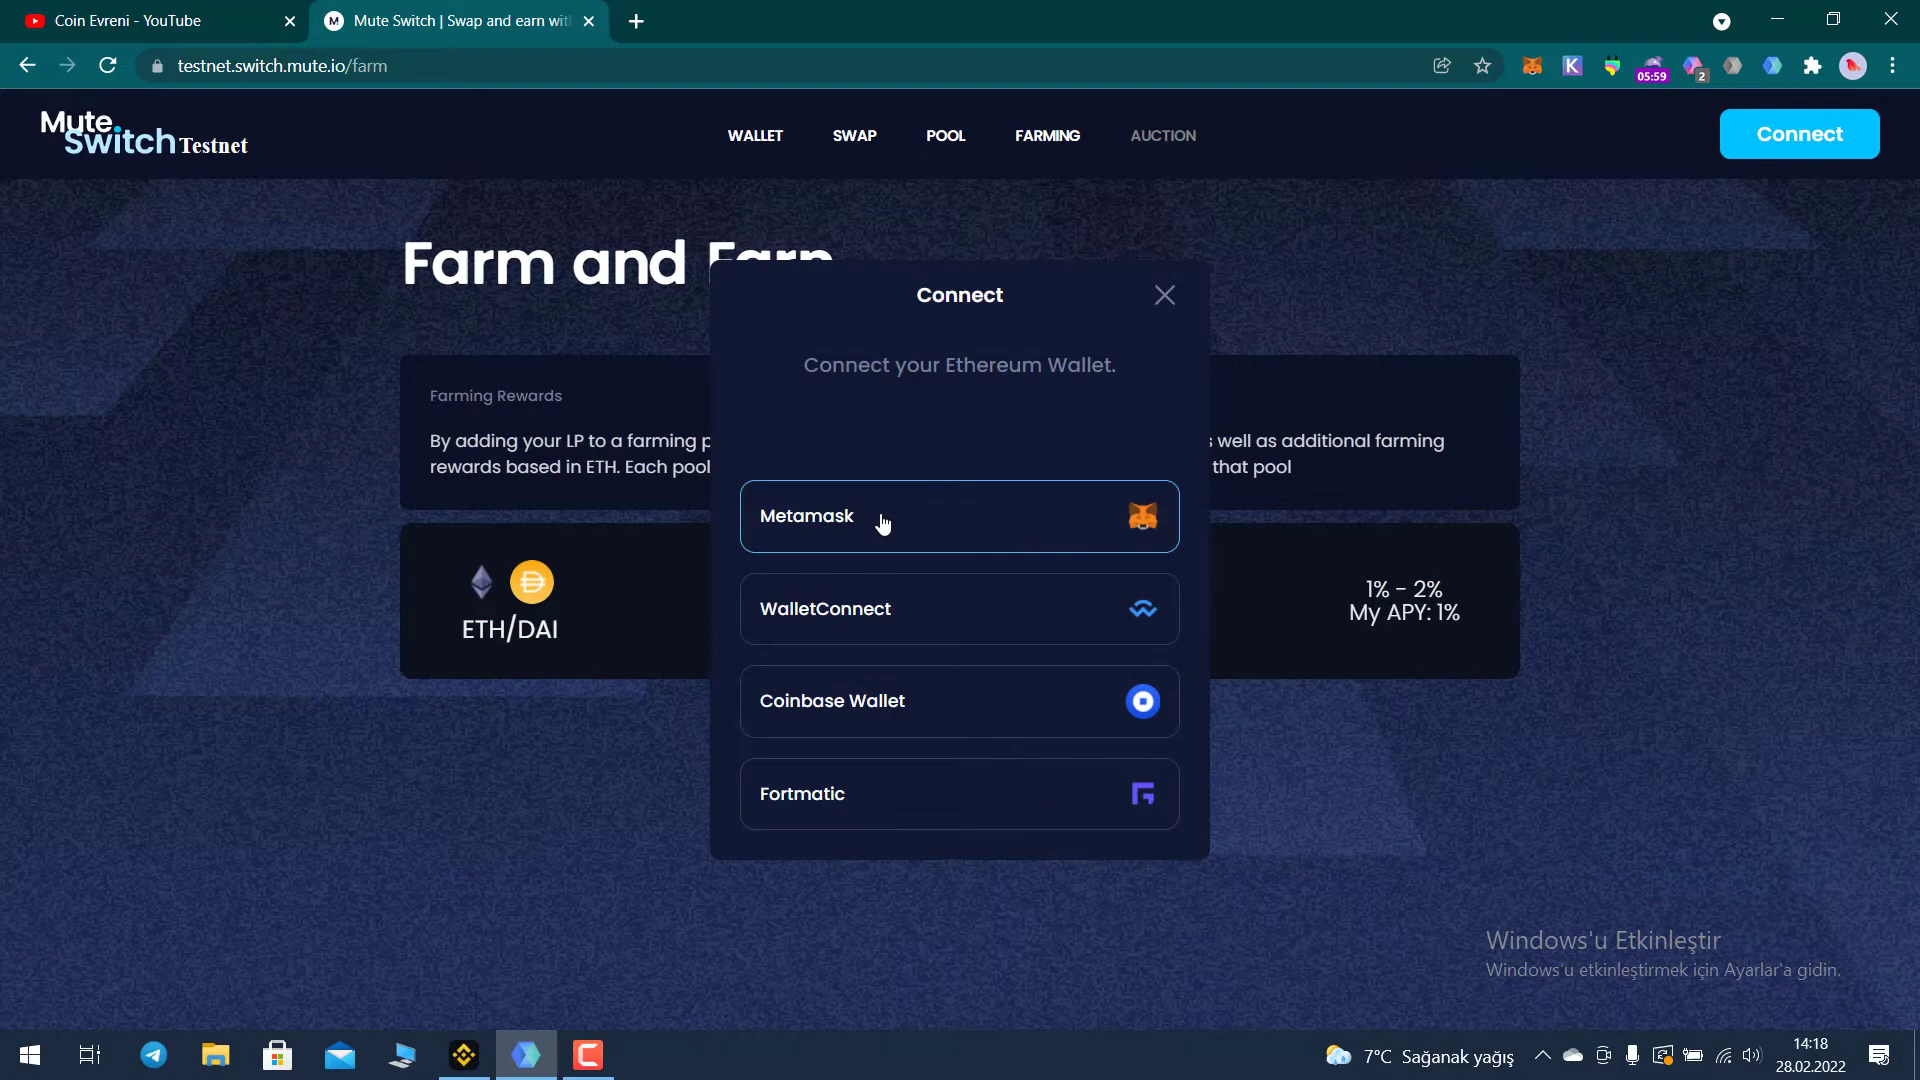 Coin Evreni - YouTube
Mute Switch | Swap and earn wit
testnet.switch.mute.io/farm
05:59
2
Mute.
Switch Testnet
WALLET
SWAP
POOL
FARMING
AUCTION
Connect
Farm and Earn
Connect
Connect your Ethereum Wallet.
Farming Rewards
By adding your LP to a farming p
s well as additional farming
rewards based in ETH. Each pool
that pool
Metamask
WalletConnect
Coinbase Wallet
Fortmatic
ETH/DAI
1% - 2%
My APY: 1%
Windows'u Etkinleştir
Windows'u etkinleştirmek için Ayarlar'a gidin.
7°C Sağanak yağış
14:18
28.02.2022